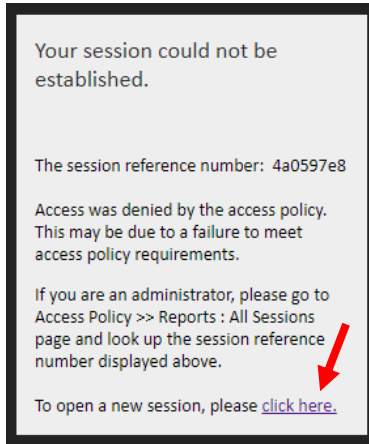 Your session could not be
established.
The session reference number: 4a0597e8
Access was denied by the access policy.
This may be due to a failure to meet
access policy requirements.
If you are an administrator, please go to
Access Policy >> Reports : All Sessions
page and look up the session reference
number displayed above.
To open a new session, please click here.